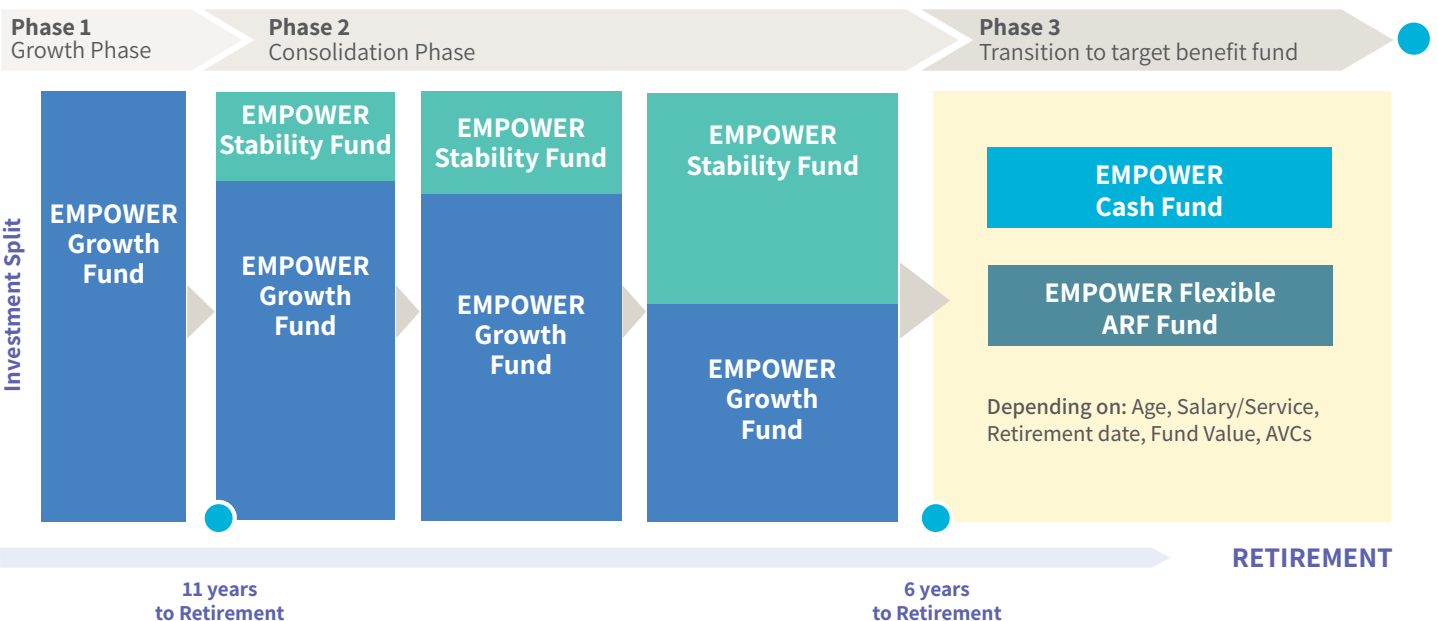 Phase 1
Growth Phase
Phase 2
Consolidation Phase
Phase 3
Transition to target benefit fund
Investment Split
EMPOWER
Growth
Fund
EMPOWER
Stability Fund
EMPOWER
Growth
Fund
EMPOWER
Stability Fund
EMPOWER
Growth
Fund
EMPOWER
Stability Fund
EMPOWER
Growth
Fund
EMPOWER
Cash Fund
EMPOWER Flexible
ARF Fund
Depending on: Age, Salary/Service,
Retirement date, Fund Value, AVCs
RETIREMENT
11 years
to Retirement
6 years
to Retirement